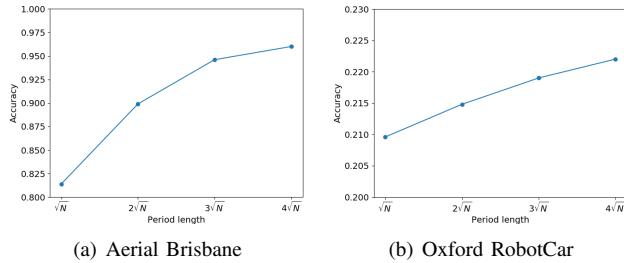 1.000
0.975
0.950
0.925
0.900
0.875
0.850
0.825
0.800
Accuracy
√N 2√N 3√N 4√N
Period length
(a) Aerial Brisbane
0.230
0.225
0.220
0.215
0.210
0.205
0.200
Accuracy
√N 2√N 3√N 4√N
Period length
(b) Oxford RobotCar